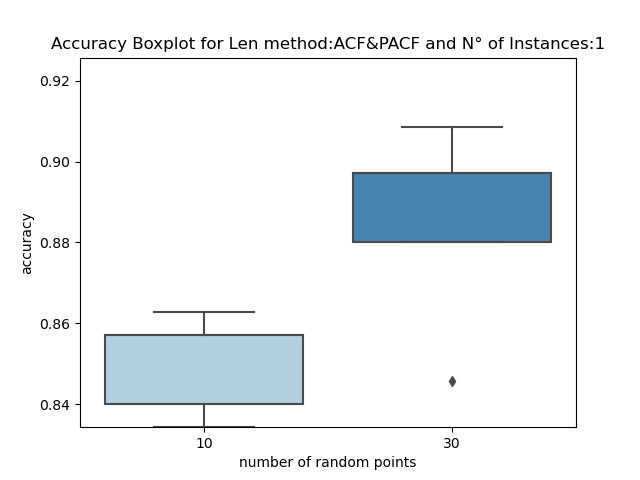 Accuracy Boxplot for Len method:ACF&PACF and N° of Instances:1
0.92
0.90
0.88
0.86
0.84
accuracy
10 30
number of random points